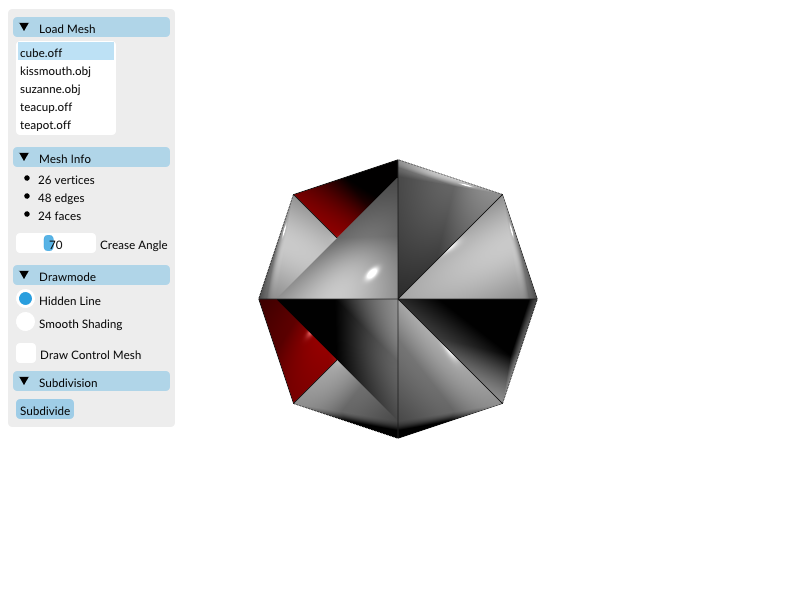 Load Mesh
cube.off
kissmouth.obj
suzanne.obj
teacup.off
teapot.off
Mesh Info
26 vertices
48 edges
24 faces
70 Crease Angle
Drawmode
Hidden Line
Smooth Shading
Draw Control Mesh
Subdivision
Subdivide